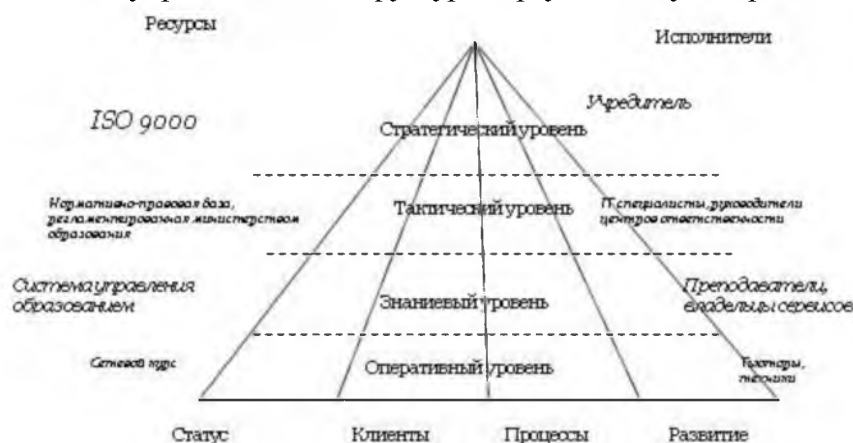 Ресурсы
Исполнители
Учредитель
ISO 9000
Стратегический уровень
Нормативно-правовая база,
регламентированная министерством
образования
Тактический уровень
IT специалисты, руководители
центров ответственности
Система управления
образованием
Знаниевый уровень
Преподаватели,
владельцы сервисов
Сетевой курс
Оперативный уровень
Тьюторы,
техники
Статус
Клиенты
Процессы
Развитие